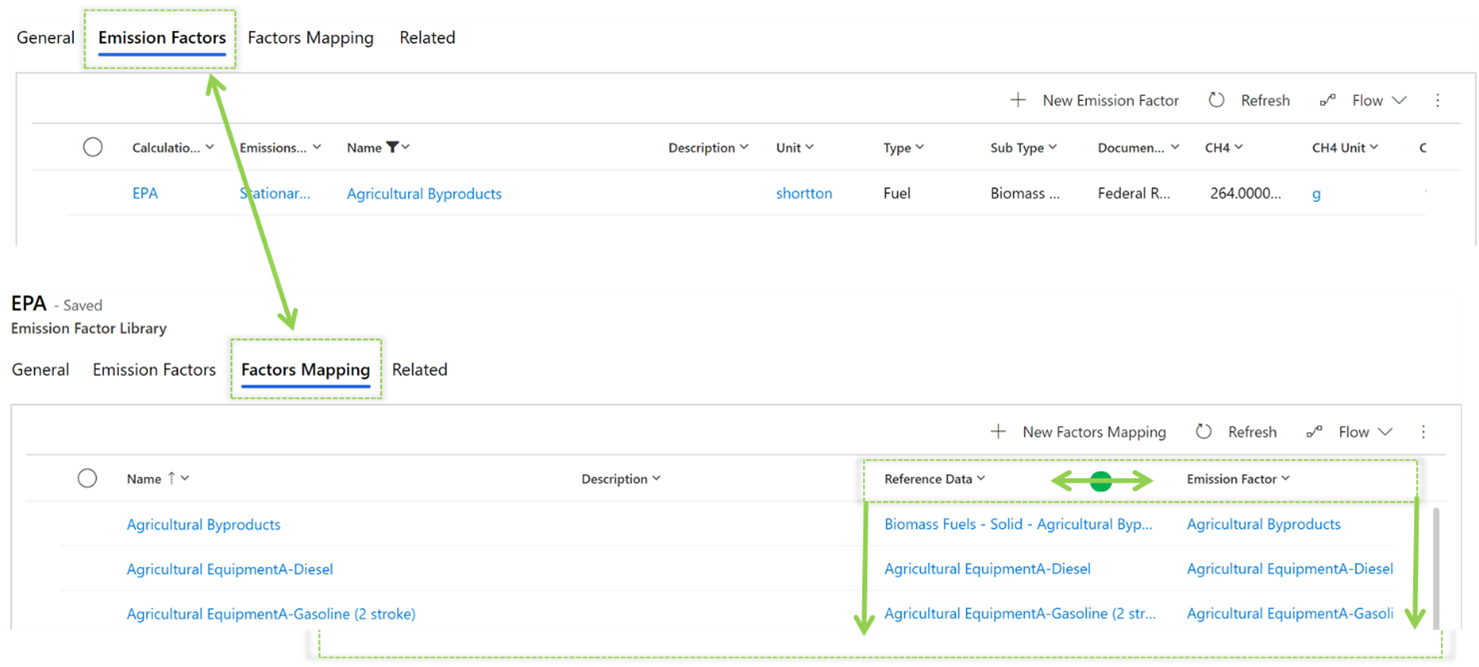 General Emission Factors Factors Mapping Related
New Emission Factor Refresh Flow
Calculatio... Emissions... Name Description Unit Type Sub Type Documen... CH4 CH4 Unit C
EPA Stationar... Agricultural Byproducts shortton Fuel Biomass ... Federal R... 264.0000... g
EPA - Saved
Emission Factor Library
General Emission Factors Factors Mapping Related
New Factors Mapping Refresh Flow
Name Description Reference Data Emission Factor
Agricultural Byproducts Biomass Fuels - Solid - Agricultural Byp... Agricultural Byproducts
Agricultural EquipmentA-Diesel Agricultural EquipmentA-Diesel Agricultural EquipmentA-Diesel
Agricultural EquipmentA-Gasoline (2 stroke) Agricultural EquipmentA-Gasoline (2 str... Agricultural EquipmentA-Gasoli